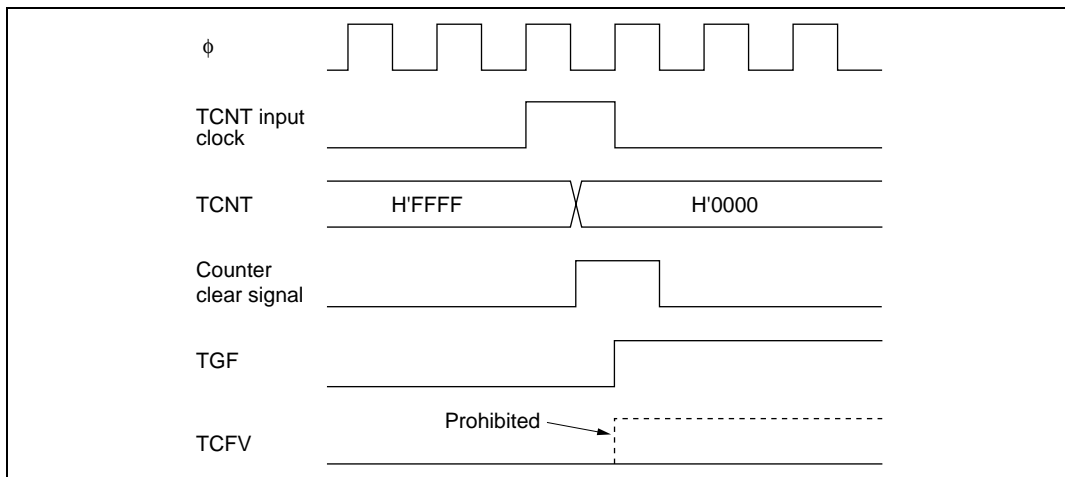 ϕ
TCNT input
clock
TCNT
H'FFFF
H'0000
Counter
clear signal
TGF
Prohibited
TCFV